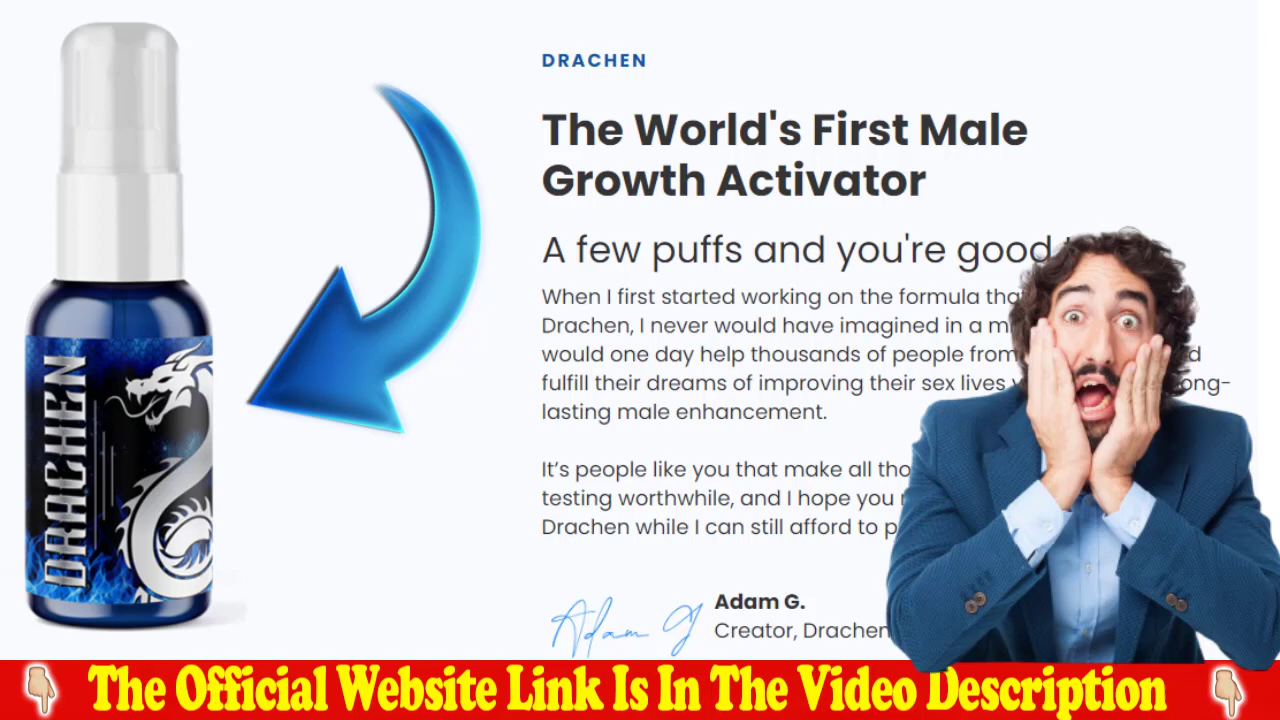 DRACHEN
DRACHEN
The World's First Male
Growth Activator
A few puffs and you're good
When I first started working on the formula
Drachen, I never would have imagined in a
would one day help thousands of people from
fulfill their dreams of improving their sex lives ong-
lasting male enhancement.
It's people like you that make all
testing worthwhile, and I hope you
Drachen while I can still afford to
Adam G
Adam G.
Creator, Drachen
The Official Website Link Is In The Video Description